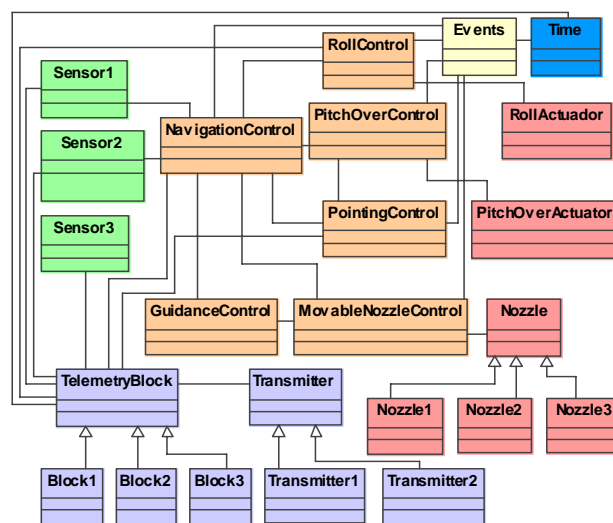 Events
Time
RollControl
Sensor1
RollActuador
NavigationControl
PitchOverControl
Sensor2
PointingControl
PitchOverActuator
Sensor3
GuidanceControl
MovableNozzleControl
Nozzle
TelemetryBlock
Transmitter
Nozzle1
Nozzle2
Nozzle3
Block1
Block2
Block3
Transmitter1
Transmitter2